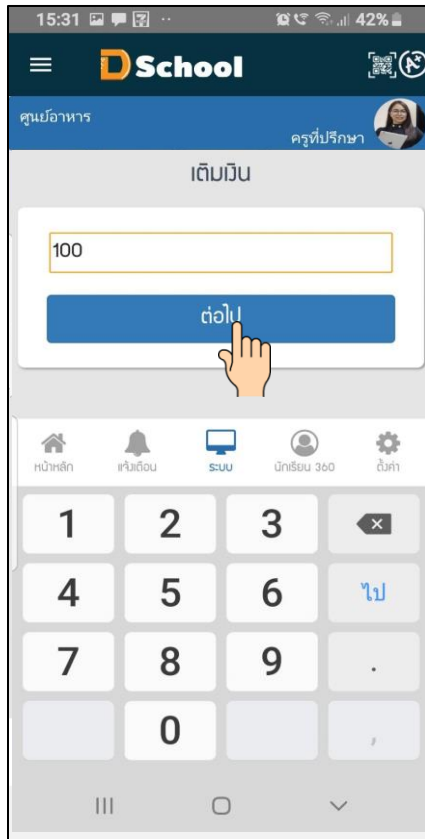 15:31 42%
DSchool
A+
ศูนย์อาหาร
ครูที่ปรึกษา
เติมเงิน
100
ต่อไป
หน้าหลัก แจ้งเตือน ระบบ นักเรียน 360 ตั้งค่า
1 2 3
4 5 6 ไป
7 8 9 .
0 ,